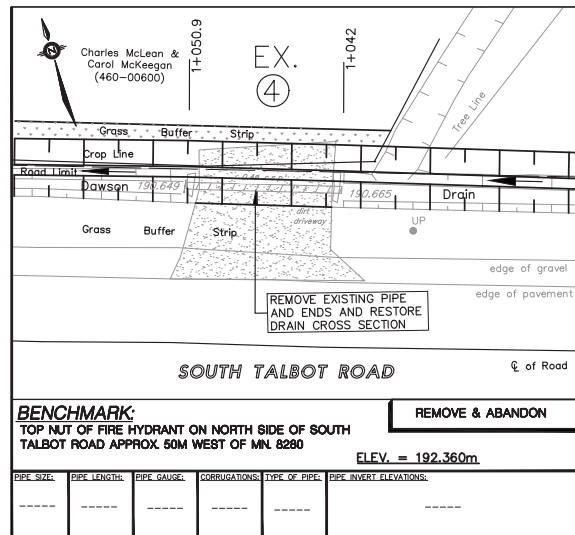 1+050.9
1+042
N
Charles McLean &
Carol McKeegan
(460-00600)
EX.
4
Tree Line
Grass Buffer Strip
Crop Line
Road Limit
Dawson 190.649 190.665 Drain
dirt
driveway
UP
Grass Buffer Strip
edge of gravel
edge of pavement
REMOVE EXISTING PIPE
AND ENDS AND RESTORE
DRAIN CROSS SECTION
SOUTH TALBOT ROAD
℄ of Road
BENCHMARK:
TOP NUT OF FIRE HYDRANT ON NORTH SIDE OF SOUTH
TALBOT ROAD APPROX. 50M WEST OF MN. 8280
REMOVE & ABANDON
ELEV. = 192.360m
PIPE SIZE: PIPE LENGTH: PIPE GAUGE: CORRUGATIONS: TYPE OF PIPE: PIPE INVERT ELEVATIONS:
----- ----- ----- ----- ----- -----